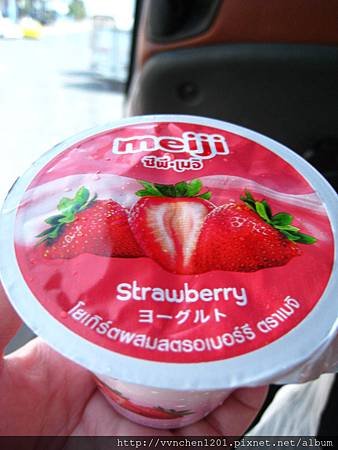 meiji
ซีพี-เมจิ
Strawberry
ヨーグルト
โยเกิร์ตผสมสตรอเบอร์รี่ ตราเมจิ
http://vvnchen1201.pixnet.net/album